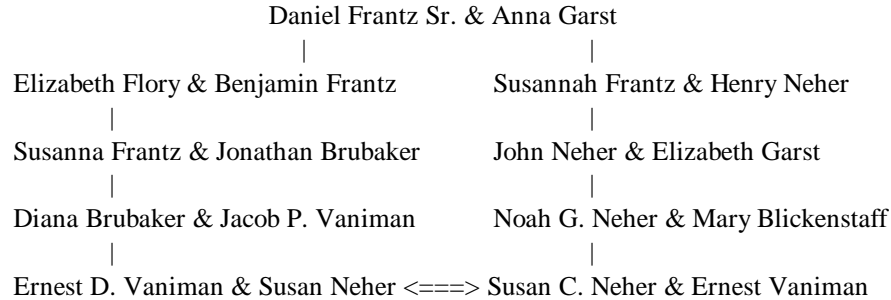 Daniel Frantz Sr. & Anna Garst
| |
Elizabeth Flory & Benjamin Frantz Susannah Frantz & Henry Neher
| |
Susanna Frantz & Jonathan Brubaker John Neher & Elizabeth Garst
| |
Diana Brubaker & Jacob P. Vaniman Noah G. Neher & Mary Blickenstaff
| |
Ernest D. Vaniman & Susan Neher <===> Susan C. Neher & Ernest Vaniman